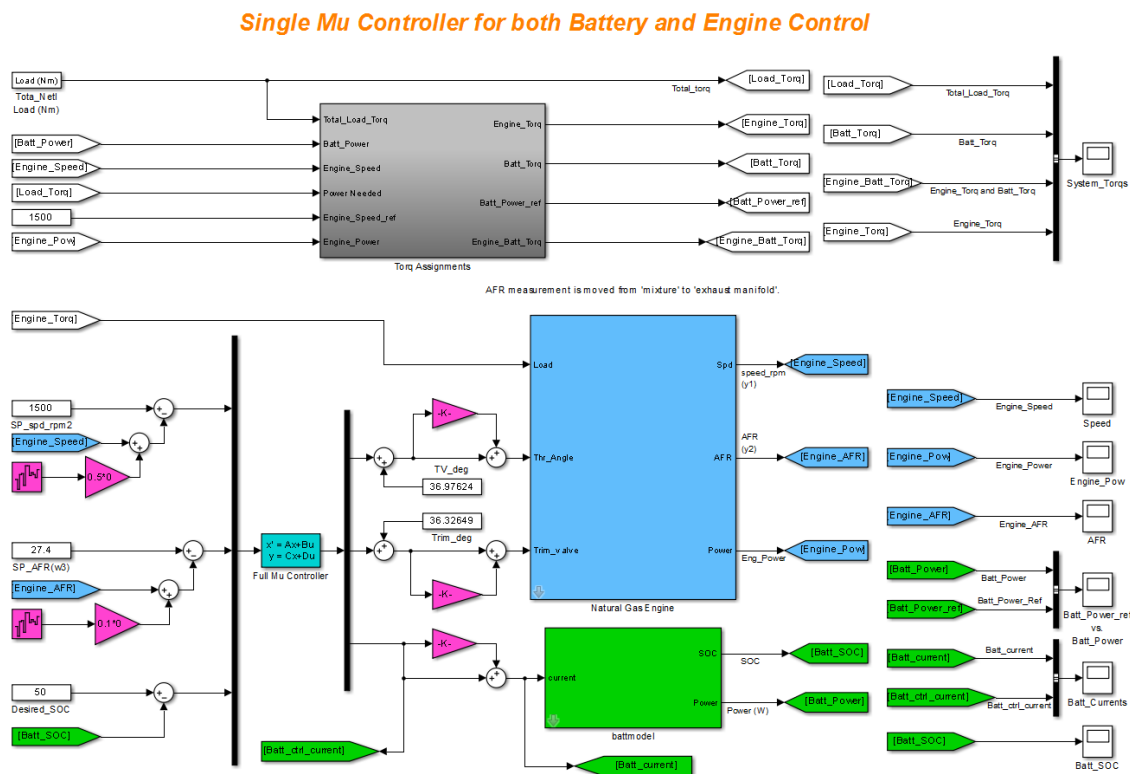 Single Mu Controller for both Battery and Engine Control
Load (Nm)
Tota_Netl
Load (Nm)
Total_torq
[Load_Torq]
[Load_Torq]
Total_Load_Torq
[Batt_Power]
[Engine_Speed]
[Load_Torq]
1500
[Engine_Pow]
Total_Load_Torq
Batt_Power
Engine_Speed
Power Needed
Engine_Speed_ref
Engine_Power
Engine_Torq
Batt_Torq
Batt_Power_ref
Engine_Batt_Torq
Torq Assignments
[Engine_Torq]
[Batt_Torq]
[Batt_Power_ref]
[Engine_Batt_Torq]
[Batt_Torq]
Batt_Torq
[Engine_Batt_Torq]
Engine_Torq and Batt_Torq
[Engine_Torq]
Engine_Torq
System_Torqs
AFR measurement is moved from 'mixture' to 'exhaust manifold'.
[Engine_Torq]
1500
SP_spd_rpm2
[Engine_Speed]
0.5*0
27.4
SP_AFR(w3)
[Engine_AFR]
0.1*0
50
Desired_SOC
[Batt_SOC]
x' = Ax+Bu
y = Cx+Du
Full Mu Controller
-K-
TV_deg
36.97624
36.32649
Trim_deg
-K-
-K-
Load
Thr_Angle
Trim_valve
Spd
AFR
Power
Natural Gas Engine
speed_rpm
(y1)
[Engine_Speed]
AFR
(y2)
[Engine_AFR]
Eng_Power
[Engine_Pow]
current
SOC
Power
battmodel
SOC
[Batt_SOC]
Power (W)
[Batt_Power]
[Batt_ctrl_current]
[Batt_current]
[Engine_Speed]
Engine_Speed
Speed
[Engine_Pow]
Engine_Power
Engine_Pow
[Engine_AFR]
Engine_AFR
AFR
[Batt_Power]
Batt_Power
[Batt_Power_ref]
Batt_Power_Ref
Batt_Power_ref
vs.
Batt_Power
[Batt_current]
Batt_current
[Batt_ctrl_current]
Batt_ctrl_current
Batt_Currents
[Batt_SOC]
Batt_SOC